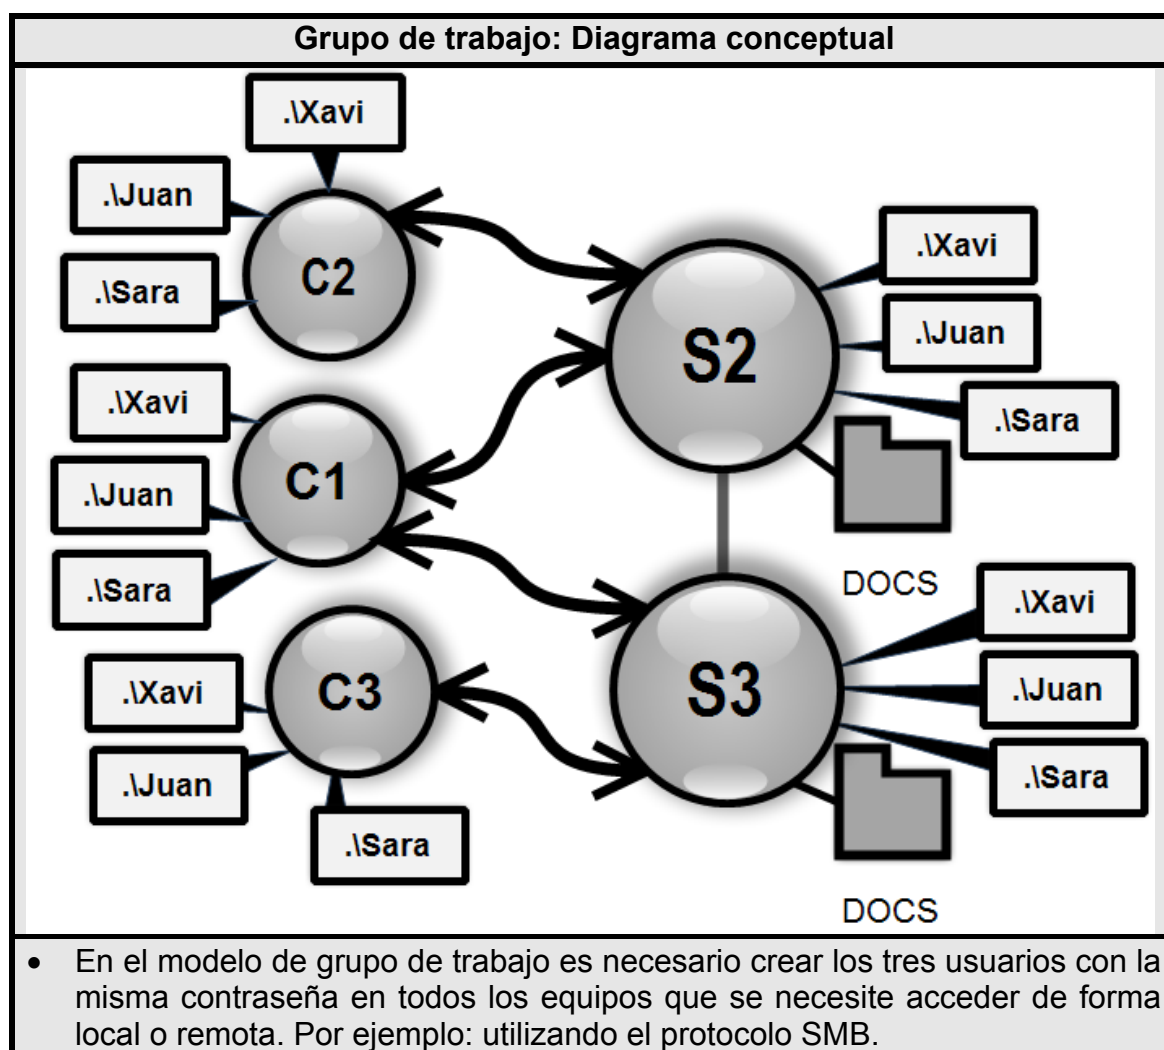 Grupo de trabajo: Diagrama conceptual
.\Xavi
.\Juan
C2
.\Sara
.\Xavi
S2
.\Juan
.\Sara
DOCS
.\Xavi
C1
.\Juan
.\Sara
.\Xavi
S3
.\Juan
.\Sara
DOCS
.\Xavi
C3
.\Juan
.\Sara
• En el modelo de grupo de trabajo es necesario crear los tres usuarios con la
misma contraseña en todos los equipos que se necesite acceder de forma
local o remota. Por ejemplo: utilizando el protocolo SMB.